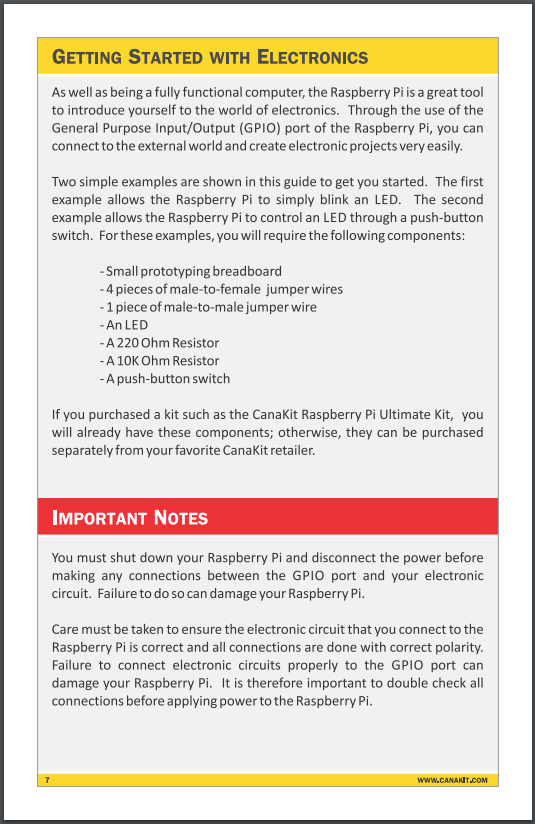 GETTING STARTED WITH ELECTRONICS
As well as being a fully functional computer, the Raspberry Pi is a great tool
to introduce yourself to the world of electronics.  Through the use of the
General Purpose Input/Output (GPIO) port of the Raspberry Pi, you can
connect to the external world and create electronic projects very easily.
Two simple examples are shown in this guide to get you started.  The first
example allows the Raspberry Pi to simply blink an LED.  The second
example allows the Raspberry Pi to control an LED through a push-button
switch.  For these examples, you will require the following components:
- Small prototyping breadboard
- 4 pieces of male-to-female  jumper wires
- 1 piece of male-to-male jumper wire
- An LED
- A 220 Ohm Resistor
- A 10K Ohm Resistor
- A push-button switch
If you purchased a kit such as the CanaKit Raspberry Pi Ultimate Kit,  you
will already have these components; otherwise, they can be purchased
separately from your favorite CanaKit retailer.
IMPORTANT NOTES
You must shut down your Raspberry Pi and disconnect the power before
making any connections between the GPIO port and your electronic
circuit.  Failure to do so can damage your Raspberry Pi.
Care must be taken to ensure the electronic circuit that you connect to the
Raspberry Pi is correct and all connections are done with correct polarity.
Failure to connect electronic circuits properly to the GPIO port can
damage your Raspberry Pi.  It is therefore important to double check all
connections before applying power to the Raspberry Pi.
7 WWW.CANAKIT.COM